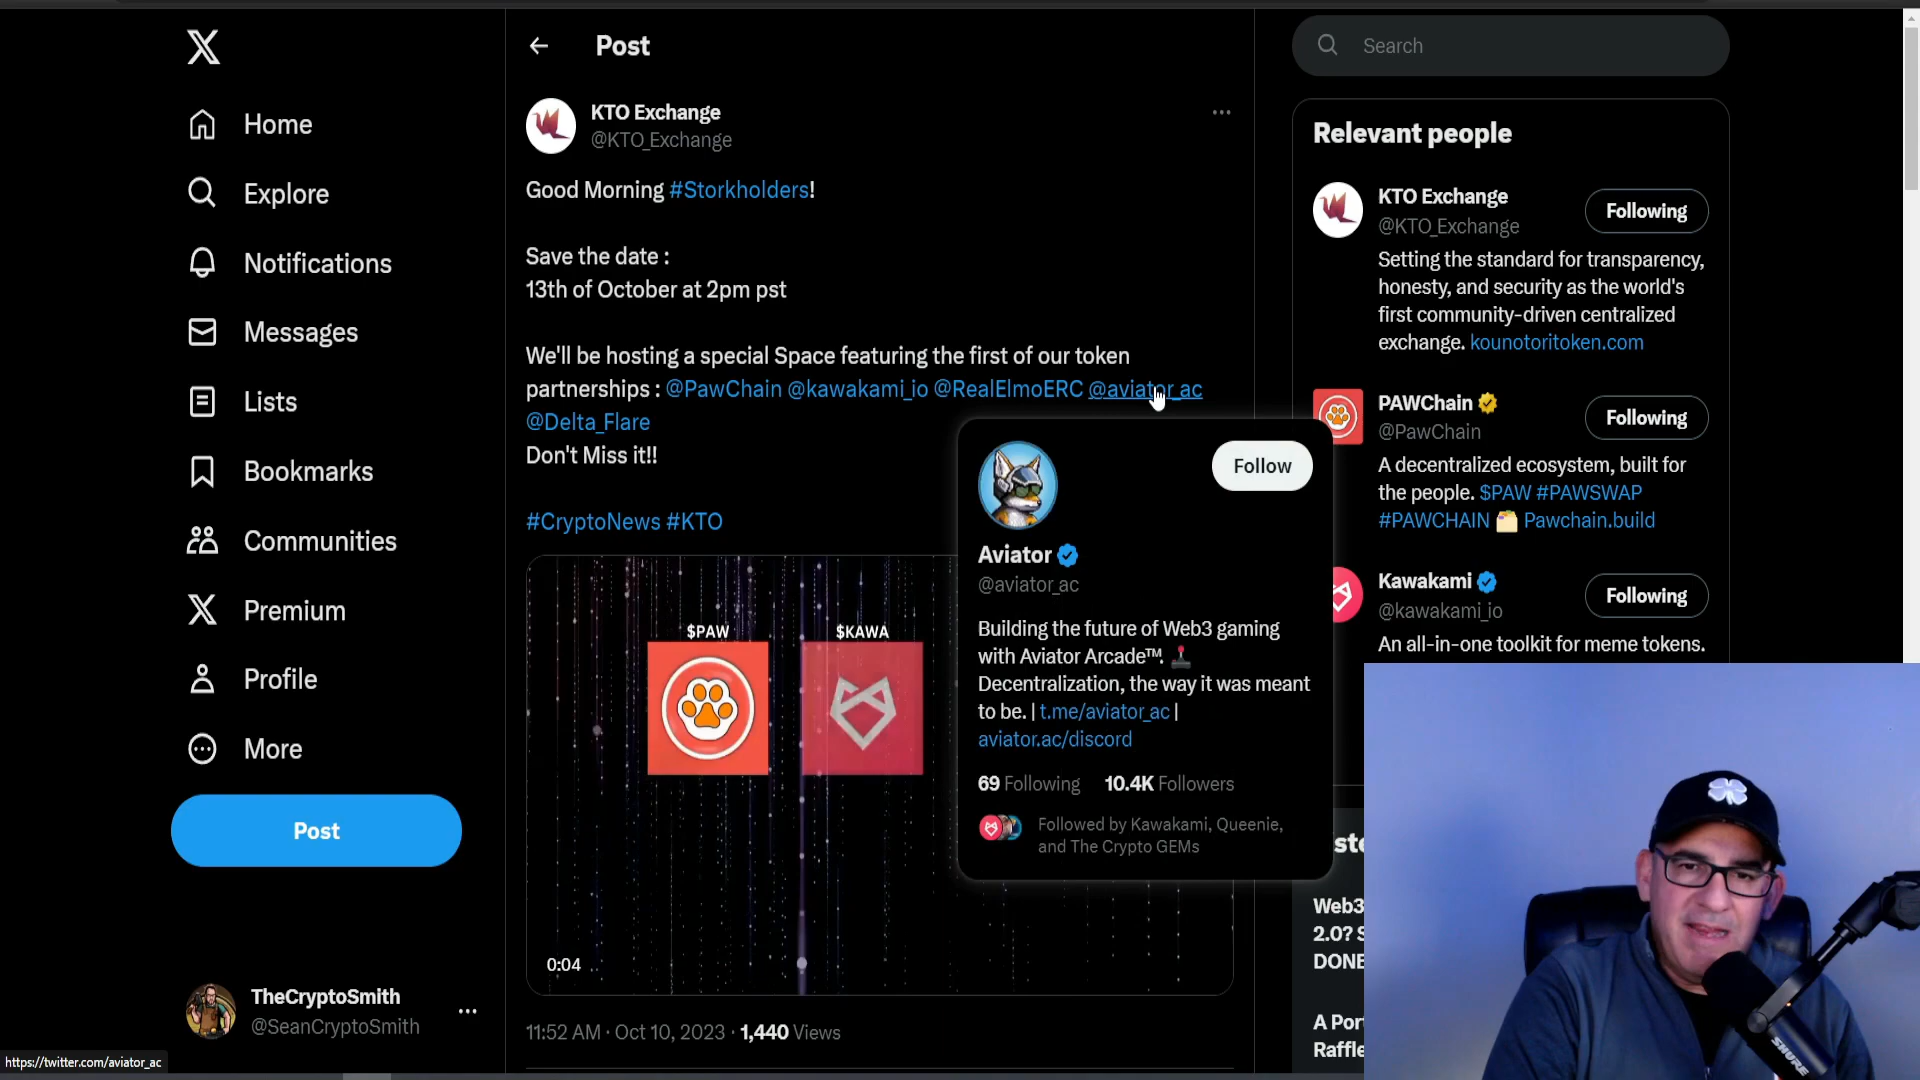 Home
Explore
Notifications
Messages
Lists
Bookmarks
Communities
Premium
Profile
More
Post
TheCryptoSmith
@SeanCryptoSmith
https://twitter.com/aviator_ac
Post
KTO Exchange
@KTO_Exchange
Good Morning #Storkholders!
Save the date :
13th of October at 2pm pst
We'll be hosting a special Space featuring the first of our token
partnerships : @PawChain @kawakami_io @RealElmoERC @aviator_ac
@Delta_Flare
Don't Miss it!!
#CryptoNews #KTO
$PAW $KAWA
0:04
11:52 AM · Oct 10, 2023 · 1,440 Views
Follow
Aviator
@aviator_ac
Building the future of Web3 gaming
with Aviator Arcade™.
Decentralization, the way it was meant
to be. | t.me/aviator_ac |
aviator.ac/discord
69 Following 10.4K Followers
Followed by Kawakami, Queenie,
and The Crypto GEMs
Search
Relevant people
KTO Exchange
@KTO_Exchange
Following
Setting the standard for transparency,
honesty, and security as the world's
first community-driven centralized
exchange. kounotoritoken.com
PAWChain
@PawChain
Following
A decentralized ecosystem, built for
the people. $PAW #PAWSWAP
#PAWCHAIN Pawchain.build
Kawakami
@kawakami_io
Following
An all-in-one toolkit for meme tokens.
Web3
2.0?
DONE
A
Raffle
SHURE